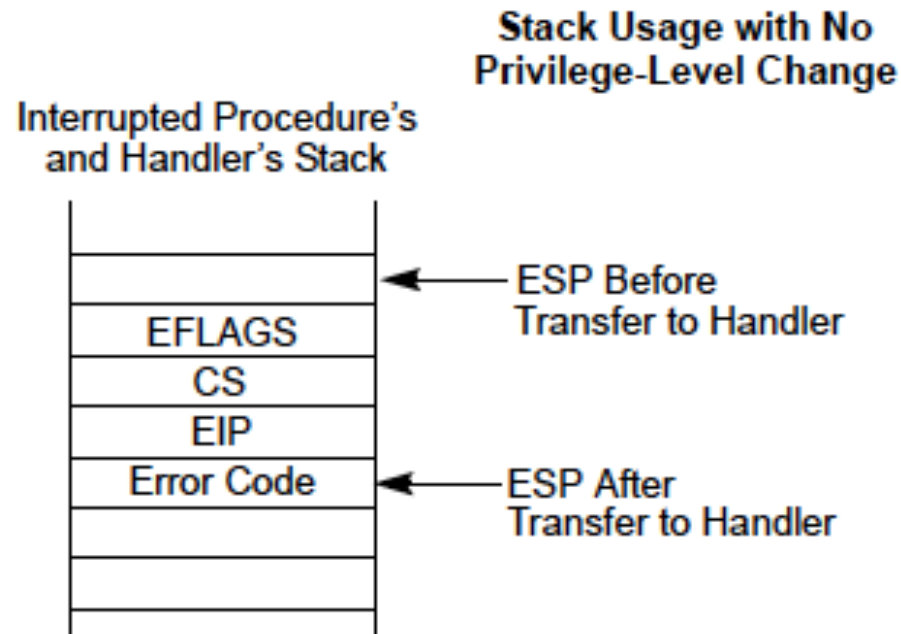 Stack Usage with No
Privilege-Level Change
Interrupted Procedure's
and Handler's Stack
ESP Before
Transfer to Handler
EFLAGS
CS
EIP
Error Code
ESP After
Transfer to Handler